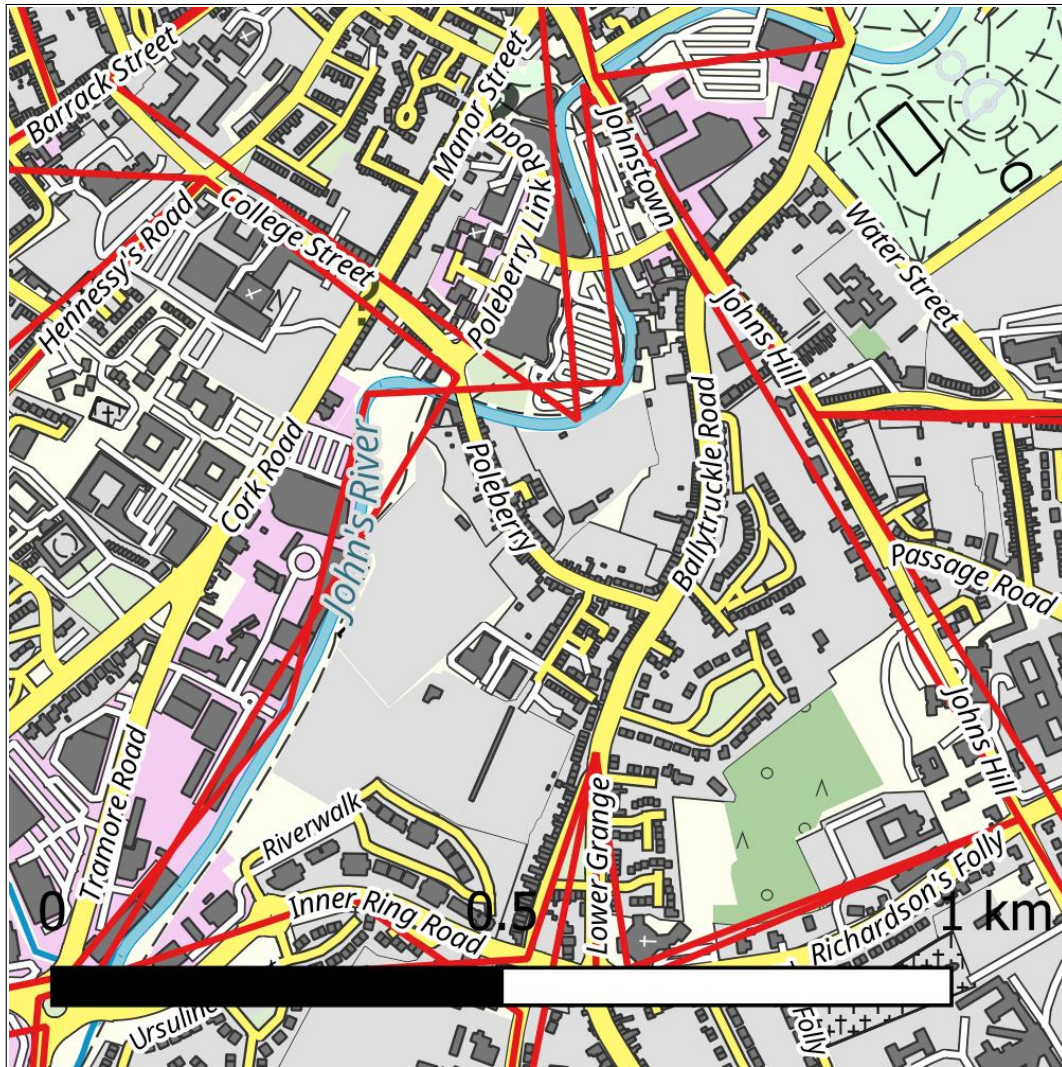 Barrack Street
Manor Street
Johnstown
Poleberry Link
Road
College Street
Hennessy's Road
Water Street
Johns Hill
Ballytruckle Road
Cork Road
John's River
Poleberry
Passage Road
Johns Hill
Tramore Road
Riverwalk
Lower Grange
Inner Ring Road
Richardson's Folly
0
0.5
1 km
Ursuline
Folly